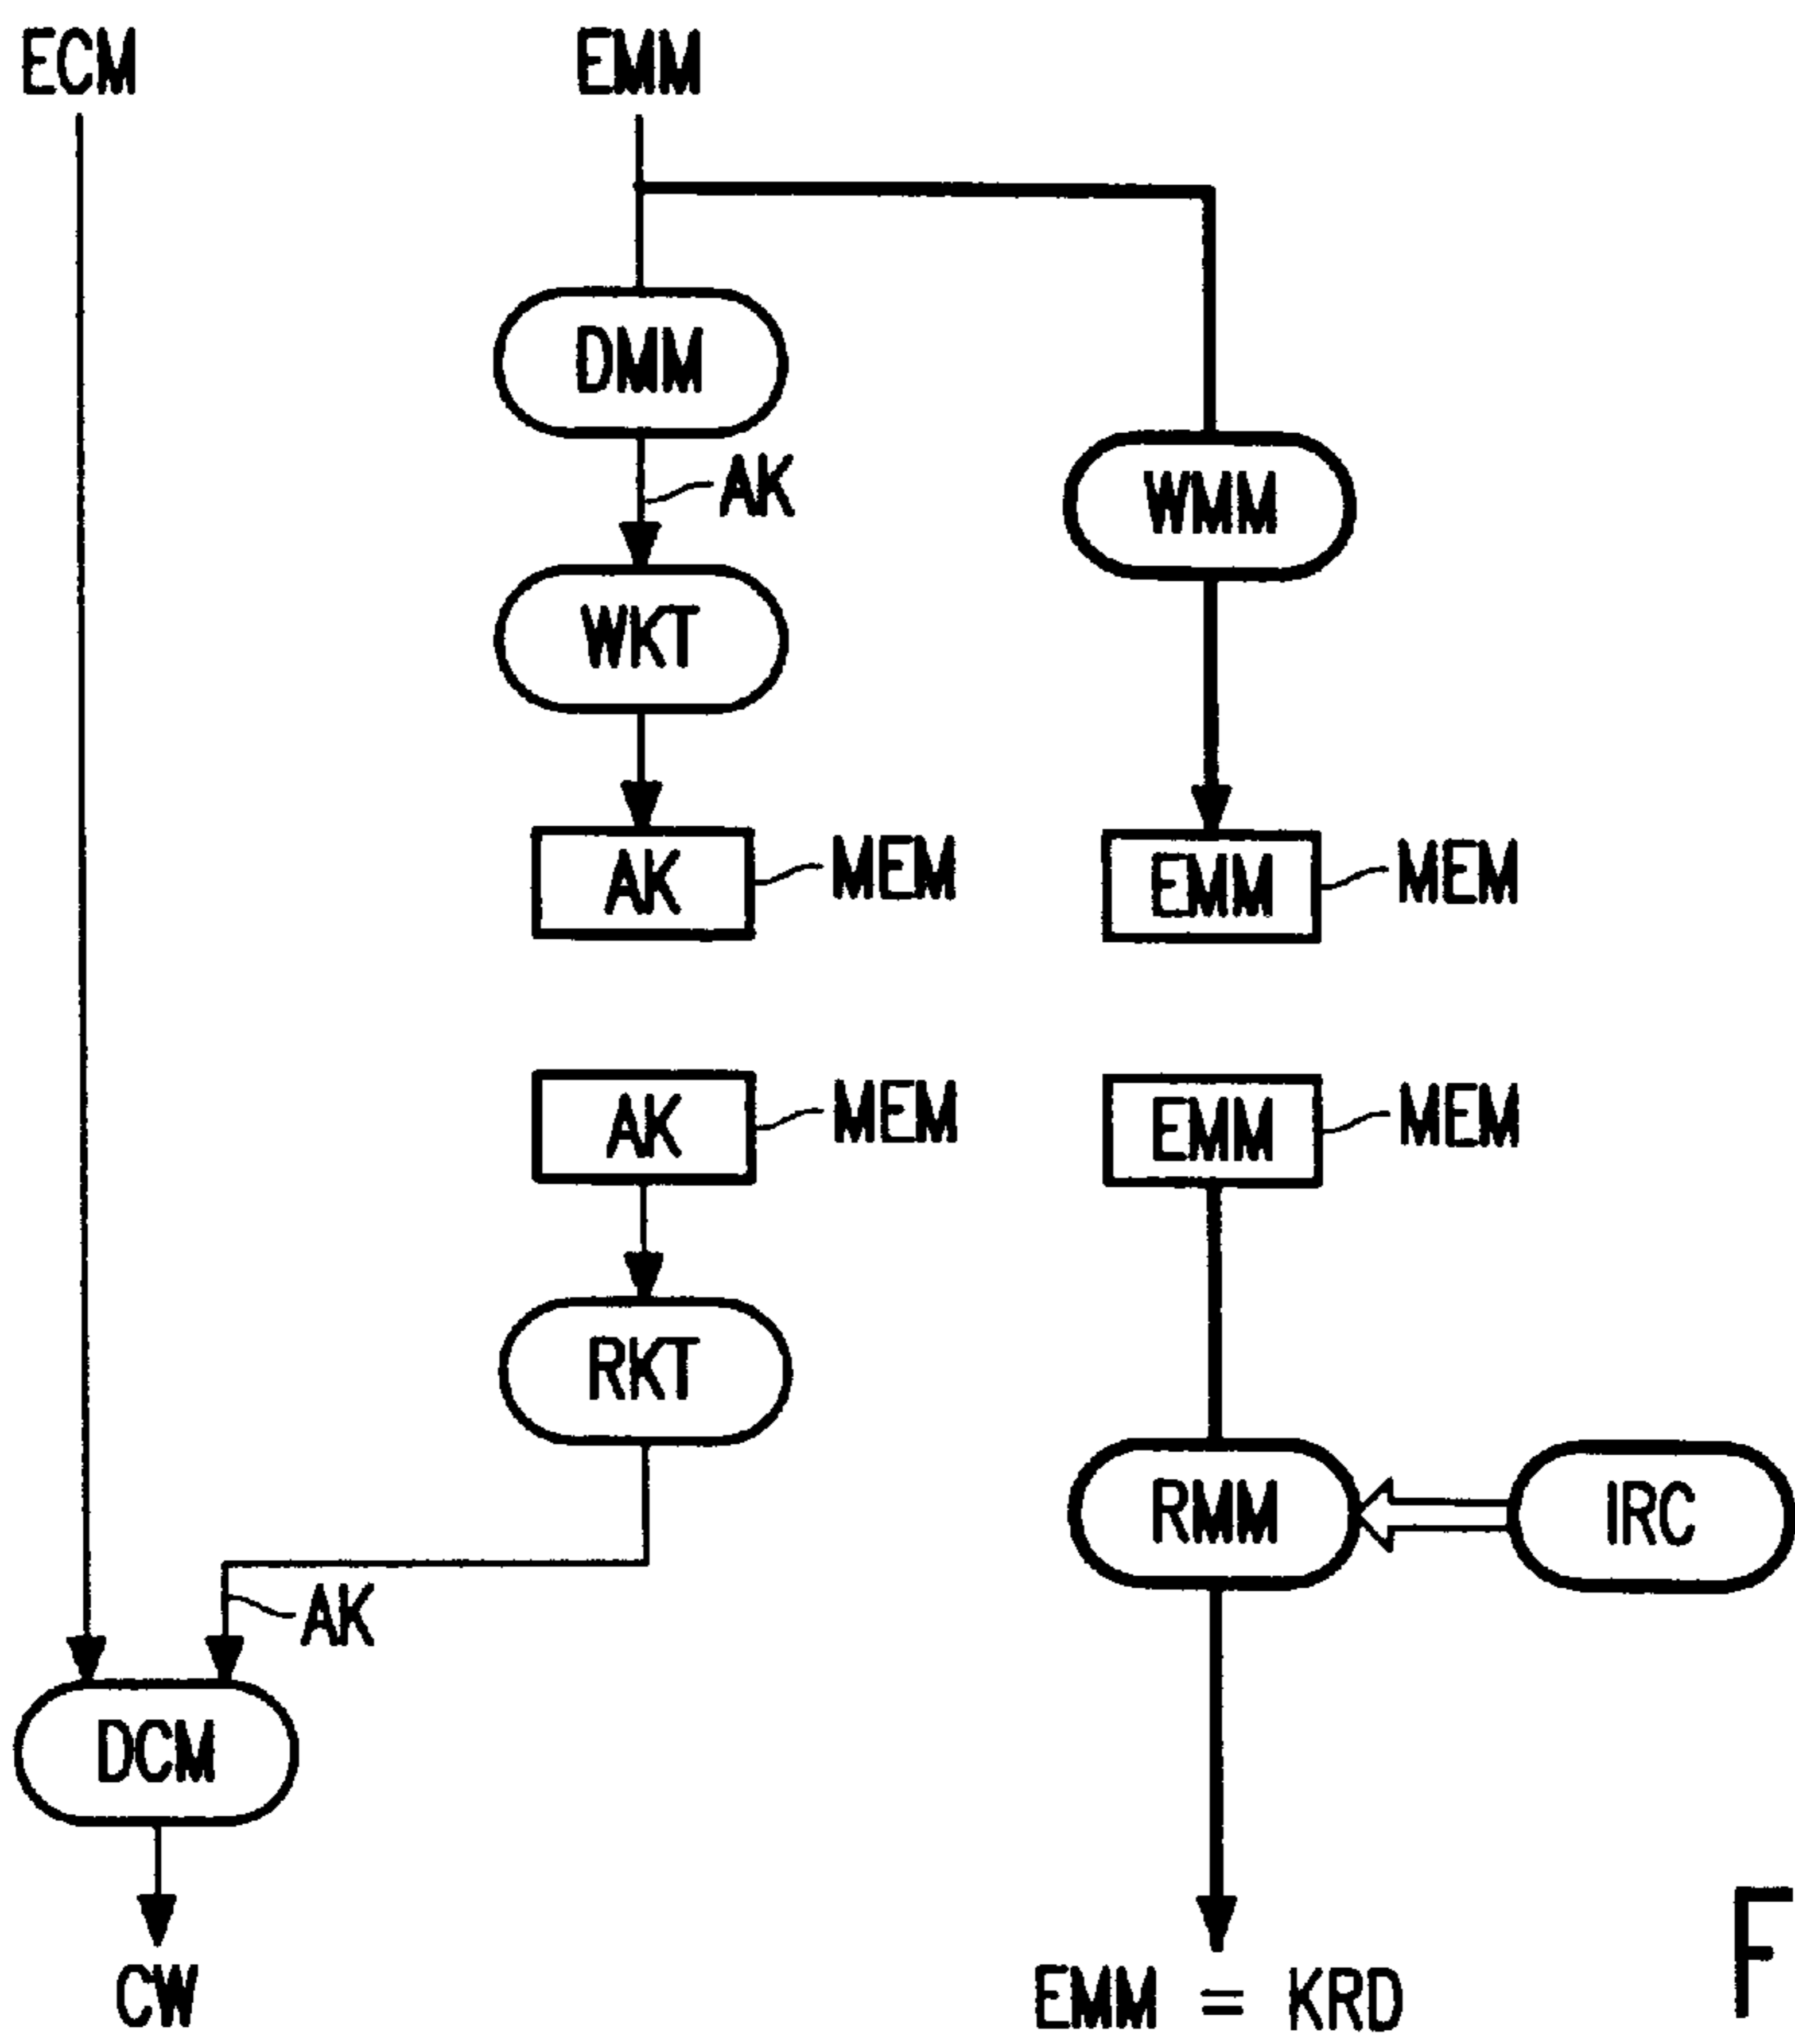 ECM EMM
DMM
AK
WMM
WKT
AK MEM EMM MEM
AK MEM EMM MEM
RKT
RMM IRC
AK
DCM
CW EMM = KRD
F